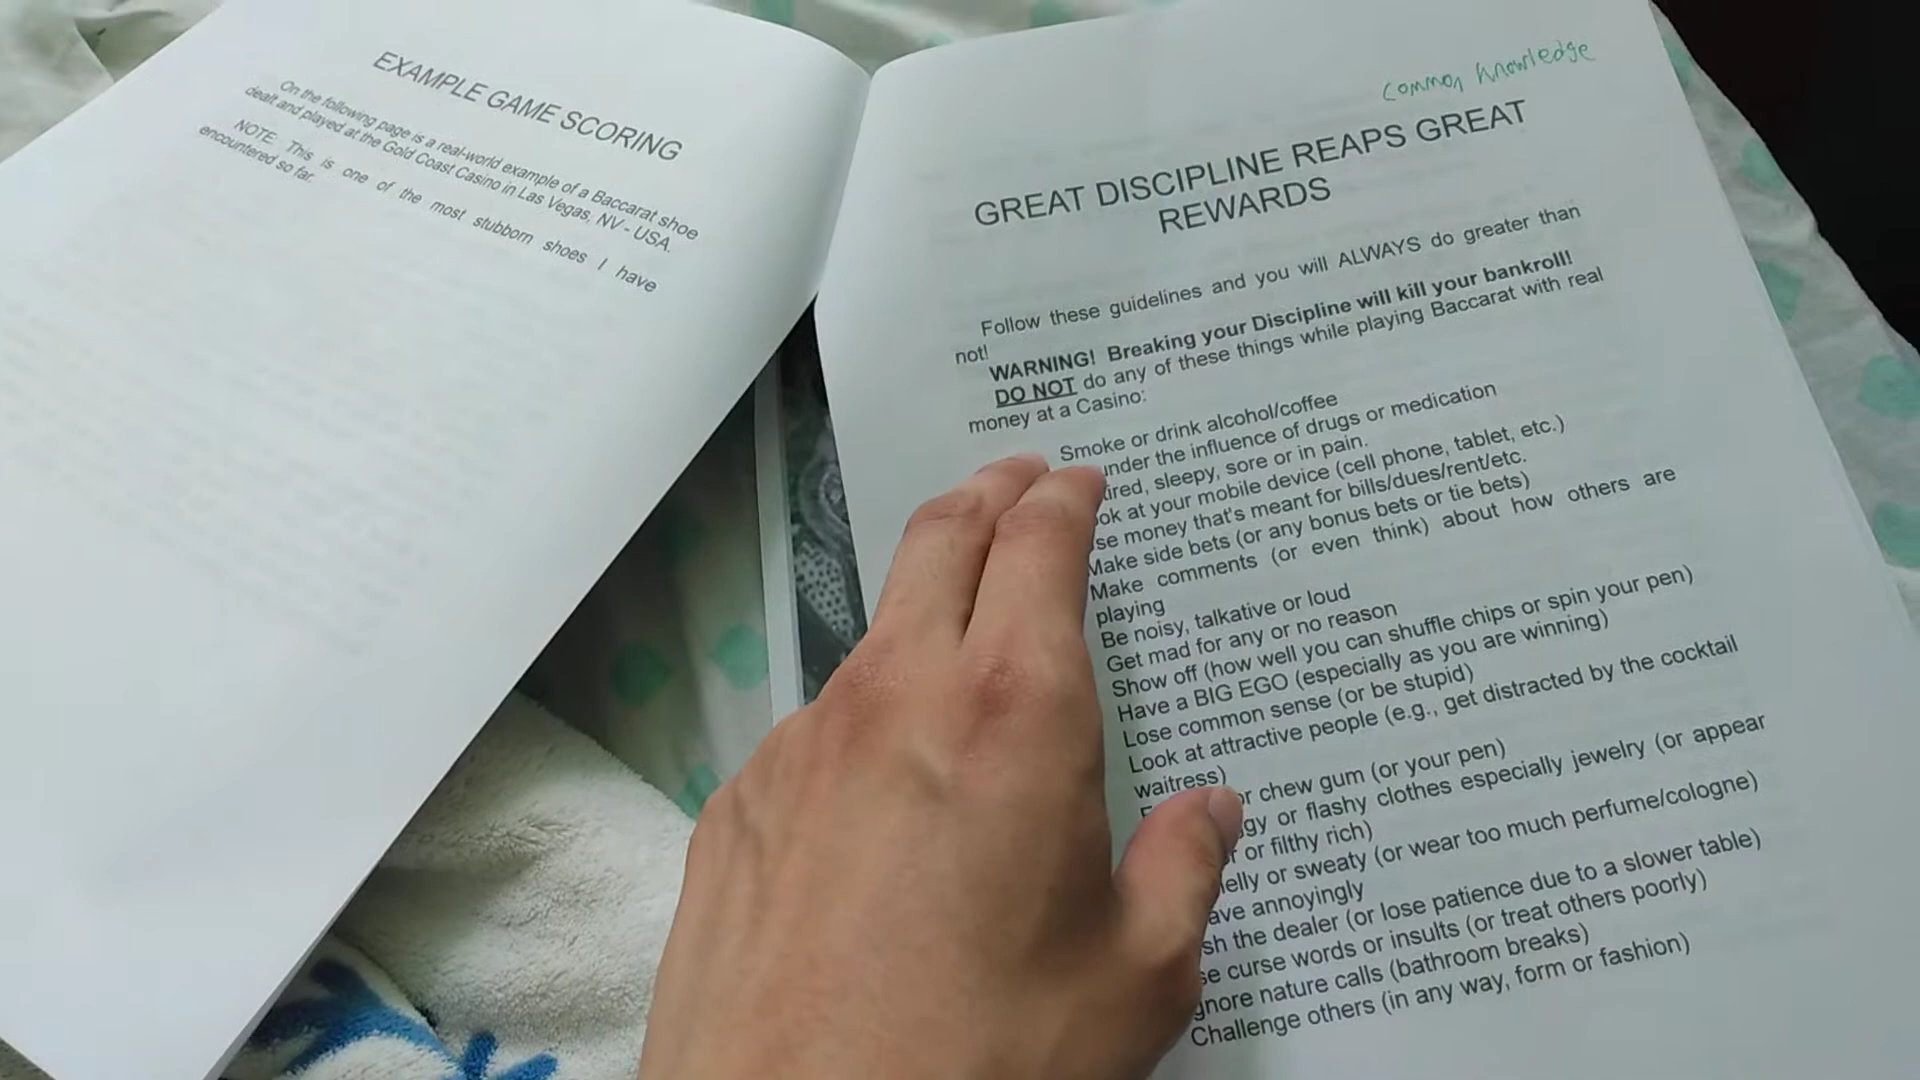 EXAMPLE GAME SCORING
On the following page is a real-world example of a Baccarat shoe
dealt and played at the Gold Coast Casino in Las Vegas, NV - USA.
NOTE: This is one of the most stubborn shoes I have
encountered so far.
common knowledge
GREAT DISCIPLINE REAPS GREAT
REWARDS
Follow these guidelines and you will ALWAYS do greater than
not!
WARNING! Breaking your Discipline will kill your bankroll!
DO NOT do any of these things while playing Baccarat with real
money at a Casino:
Smoke or drink alcohol/coffee
under the influence of drugs or medication
ired, sleepy, sore or in pain.
ok at your mobile device (cell phone, tablet, etc.)
se money that's meant for bills/dues/rent/etc.
Make side bets (or any bonus bets or tie bets)
Make comments (or even think) about how others are
playing
Be noisy, talkative or loud
Get mad for any or no reason
Show off (how well you can shuffle chips or spin your pen)
Have a BIG EGO (especially as you are winning)
Lose common sense (or be stupid)
Look at attractive people (e.g., get distracted by the cocktail
waitress)
or chew gum (or your pen)
gy or flashy clothes especially jewelry (or appear
r or filthy rich)
elly or sweaty (or wear too much perfume/cologne)
ave annoyingly
sh the dealer (or lose patience due to a slower table)
se curse words or insults (or treat others poorly)
gnore nature calls (bathroom breaks)
Challenge others (in any way, form or fashion)